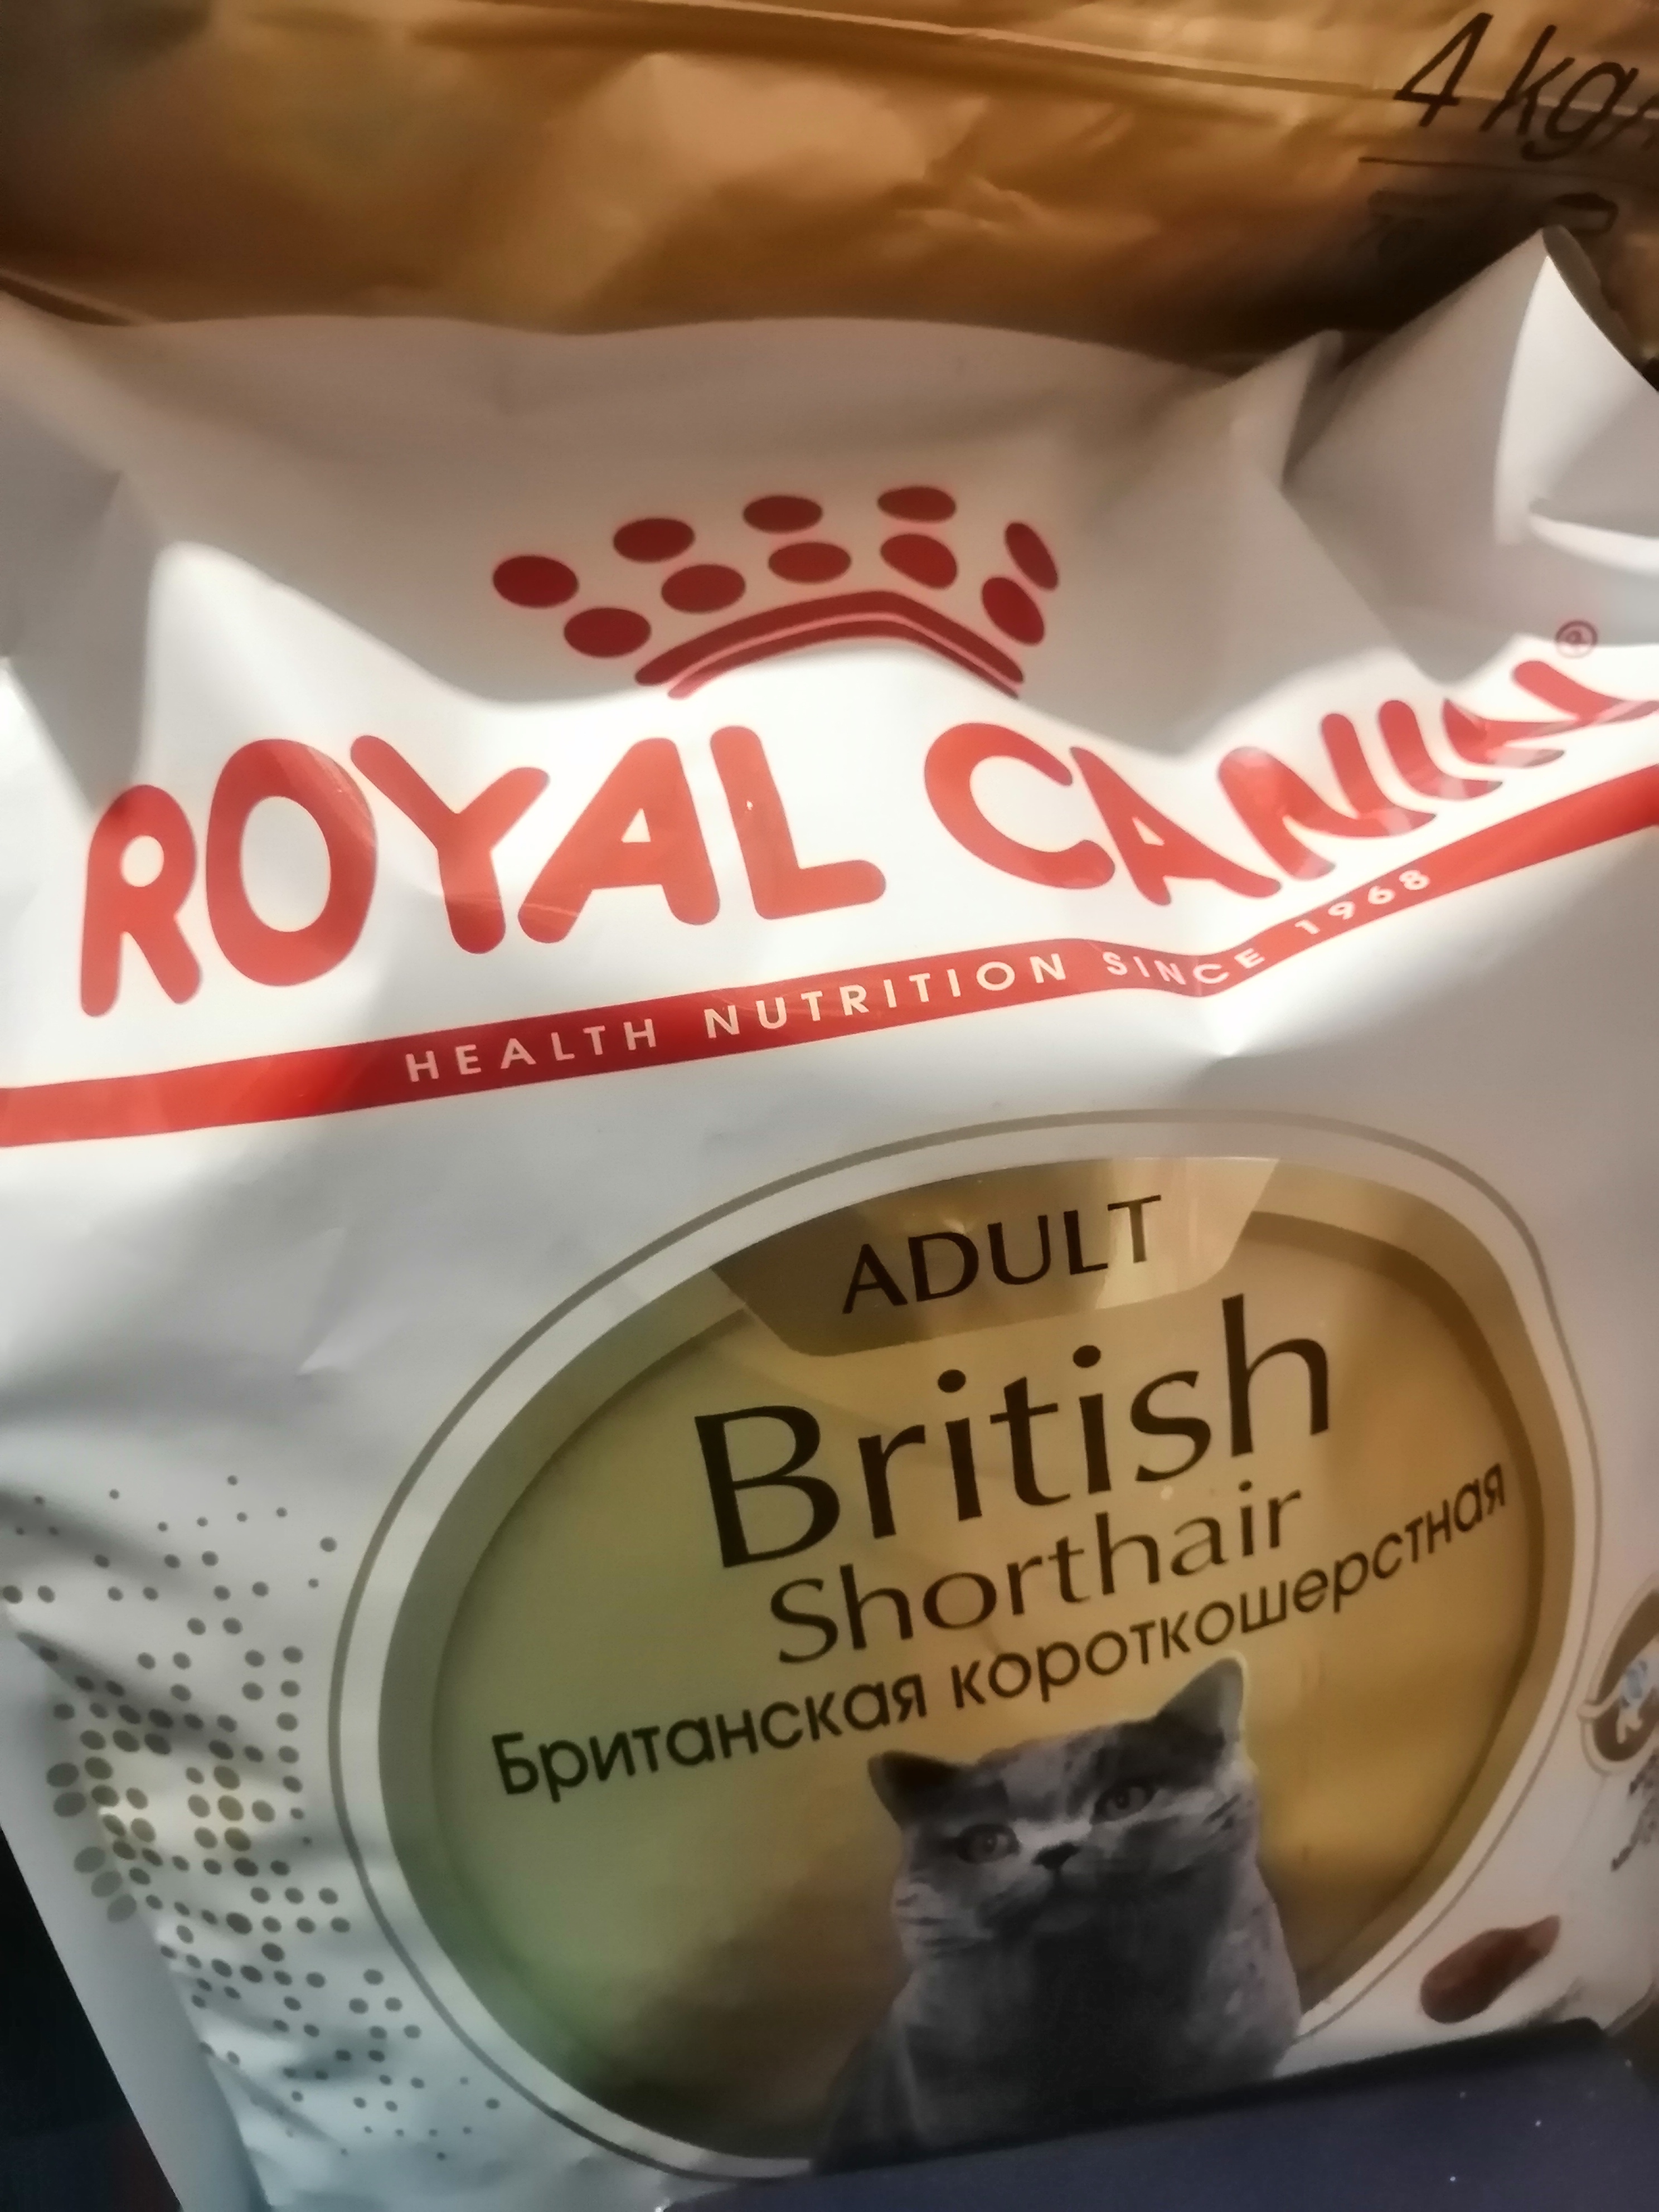 4 kg
ROYAL CANIN®
HEALTH NUTRITION SINCE 1968
ADULT
British
Shorthair
Британская короткошерстная